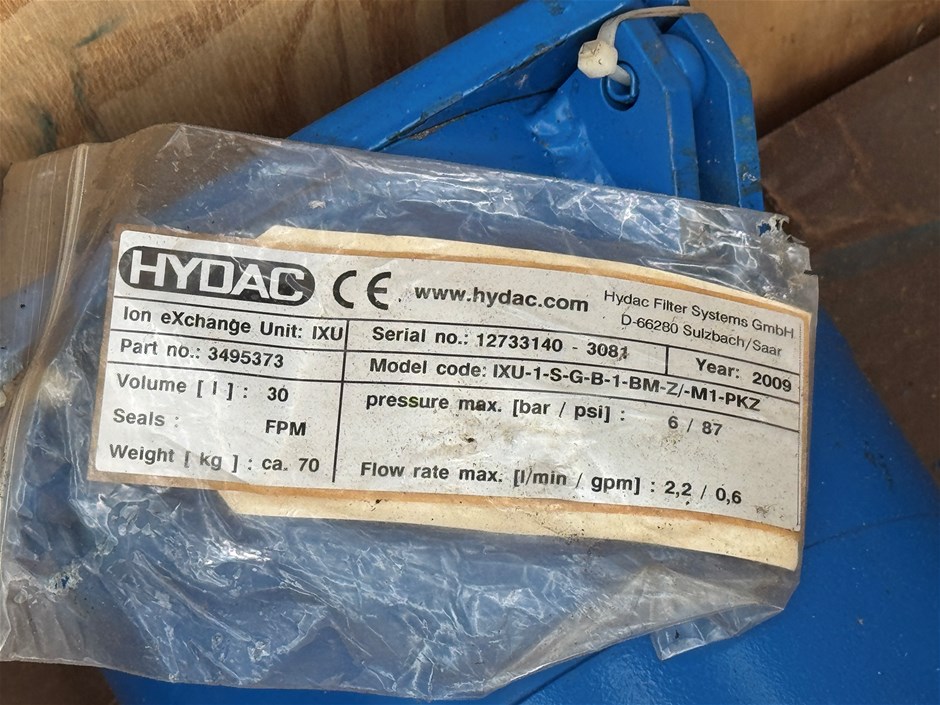 HYDAC CE www.hydac.com Hydac Filter Systems GmbH
D-66280 Sulzbach/Saar
Ion eXchange Unit: IXU
Serial no.: 12733140 - 3081
Year: 2009
Part no.: 3495373
Model code: IXU-1-S-G-B-1-BM-Z/-M1-PKZ
Volume [ l ] : 30
pressure max. [bar / psi] : 6 / 87
Seals : FPM
Weight [ kg ] : ca. 70
Flow rate max. [l/min / gpm] : 2,2 / 0,6